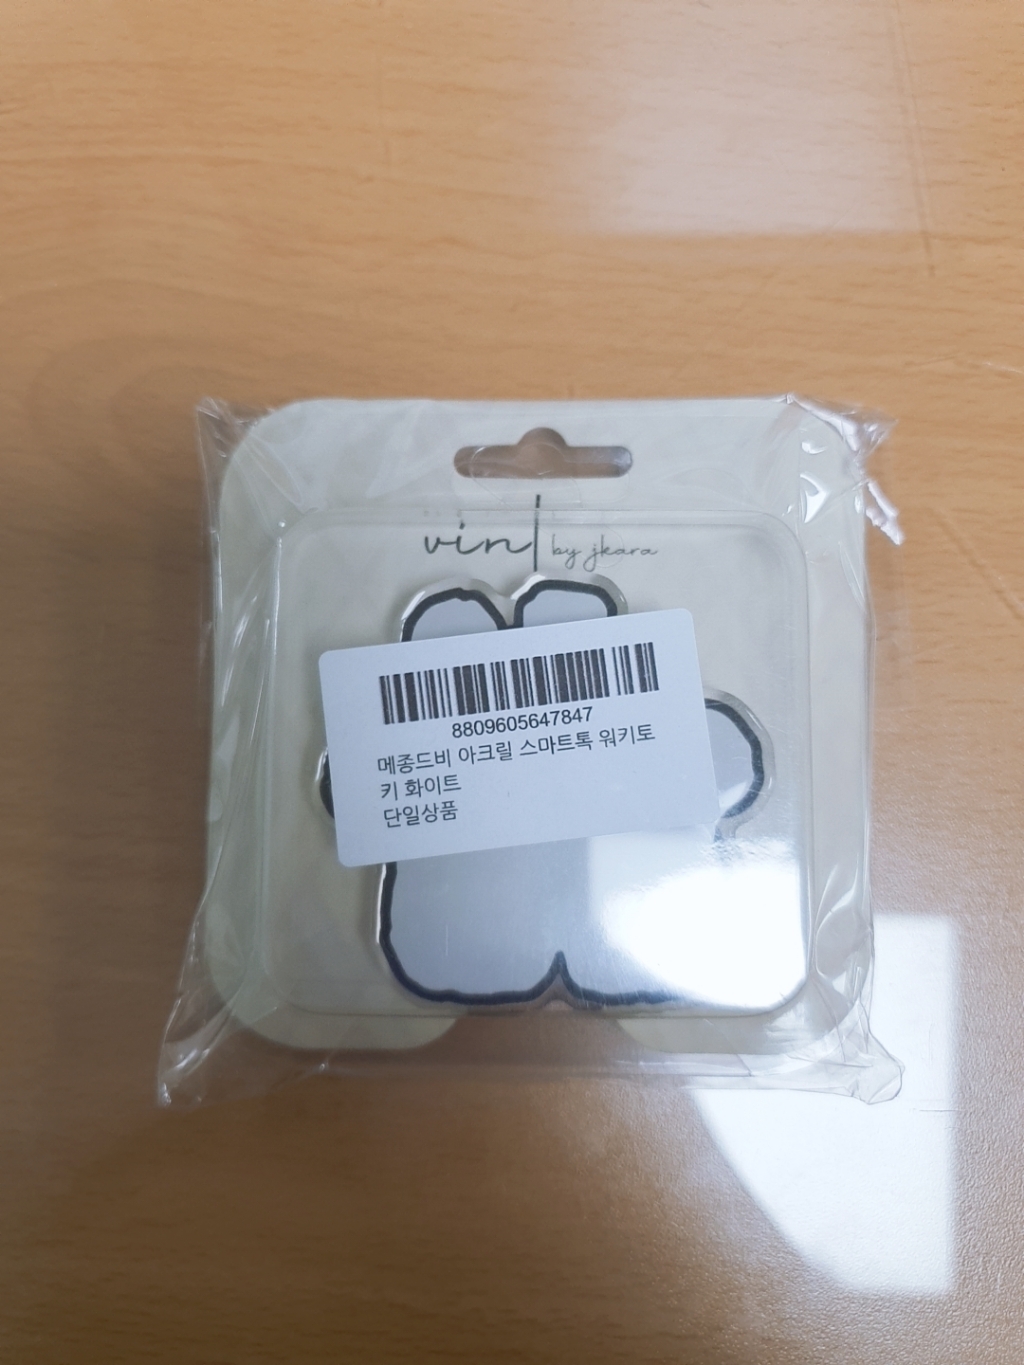 vin
by jkara
8809605647847
메종드비 아크릴 스마트톡 워키토
키 화이트
단일상품